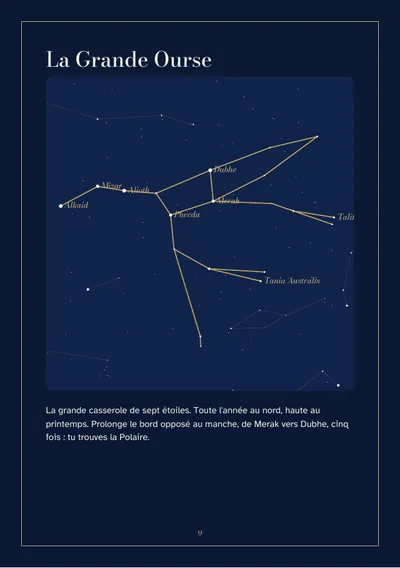 La Grande Ourse
Dubhe
Mizar
Alioth
Merak
Alkaid
Phecda
Talit
Tania Australis
La grande casserole de sept étoiles. Toute l'année au nord, haute au
printemps. Prolonge le bord opposé au manche, de Merak vers Dubhe, cinq
fois : tu trouves la Polaire.
9